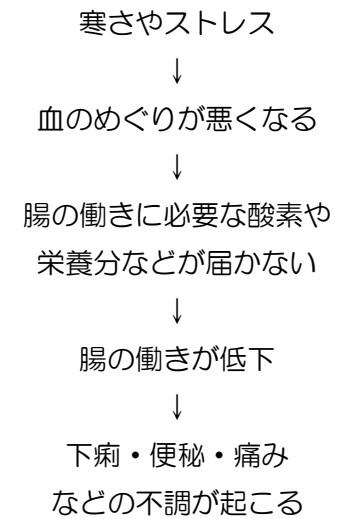 寒さやストレス
↓
血のめぐりが悪くなる
↓
腸の働きに必要な酸素や
栄養分などが届かない
↓
腸の働きが低下
↓
下痢・便秘・痛み
などの不調が起こる